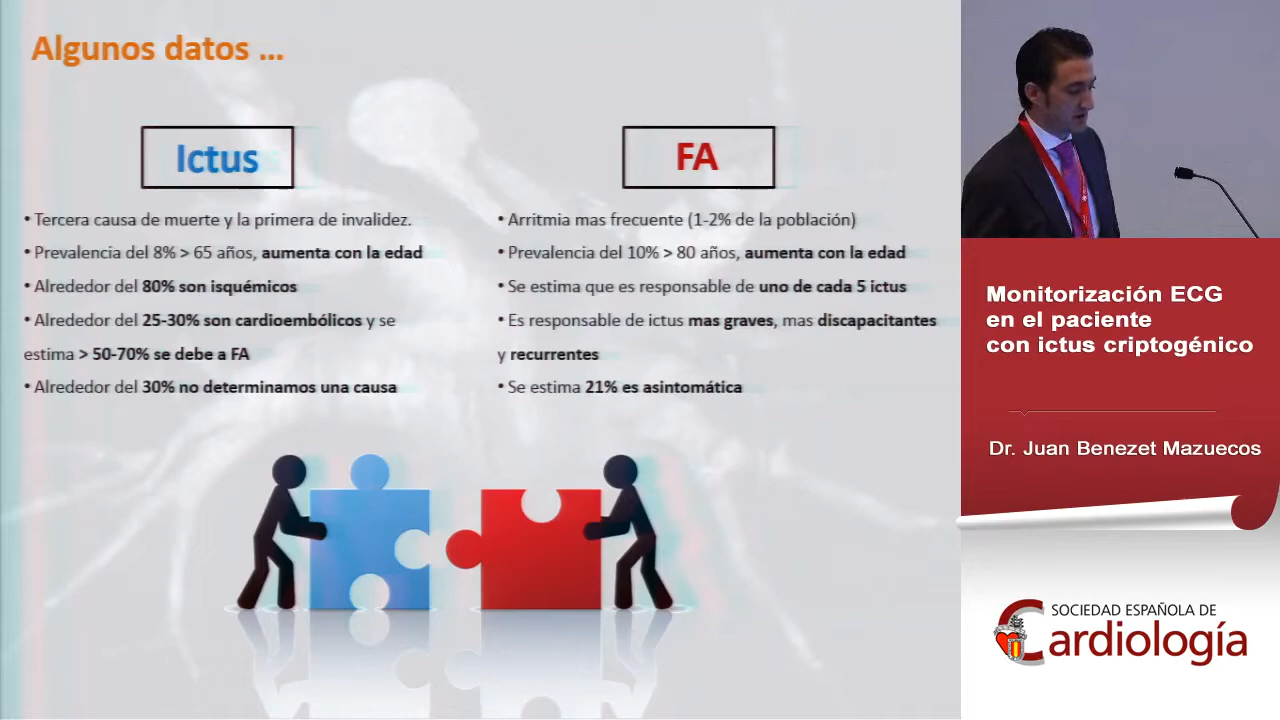 Algunos datos ...
Ictus
• Tercera causa de muerte y la primera de invalidez.
• Prevalencia del 8% > 65 años, aumenta con la edad
• Alrededor del 80% son isquémicos
• Alrededor del 25-30% son cardioembólicos y se
estima > 50-70% se debe a FA
• Alrededor del 30% no determinamos una causa
FA
• Arritmia mas frecuente (1-2% de la población)
• Prevalencia del 10% > 80 años, aumenta con la edad
• Se estima que es responsable de uno de cada 5 ictus
• Es responsable de ictus mas graves, mas discapacitantes
y recurrentes
• Se estima 21% es asintomática
Monitorización ECG
en el paciente
con ictus criptogénico
Dr. Juan Benezet Mazuecos
SOCIEDAD ESPAÑOLA DE
Cardiología